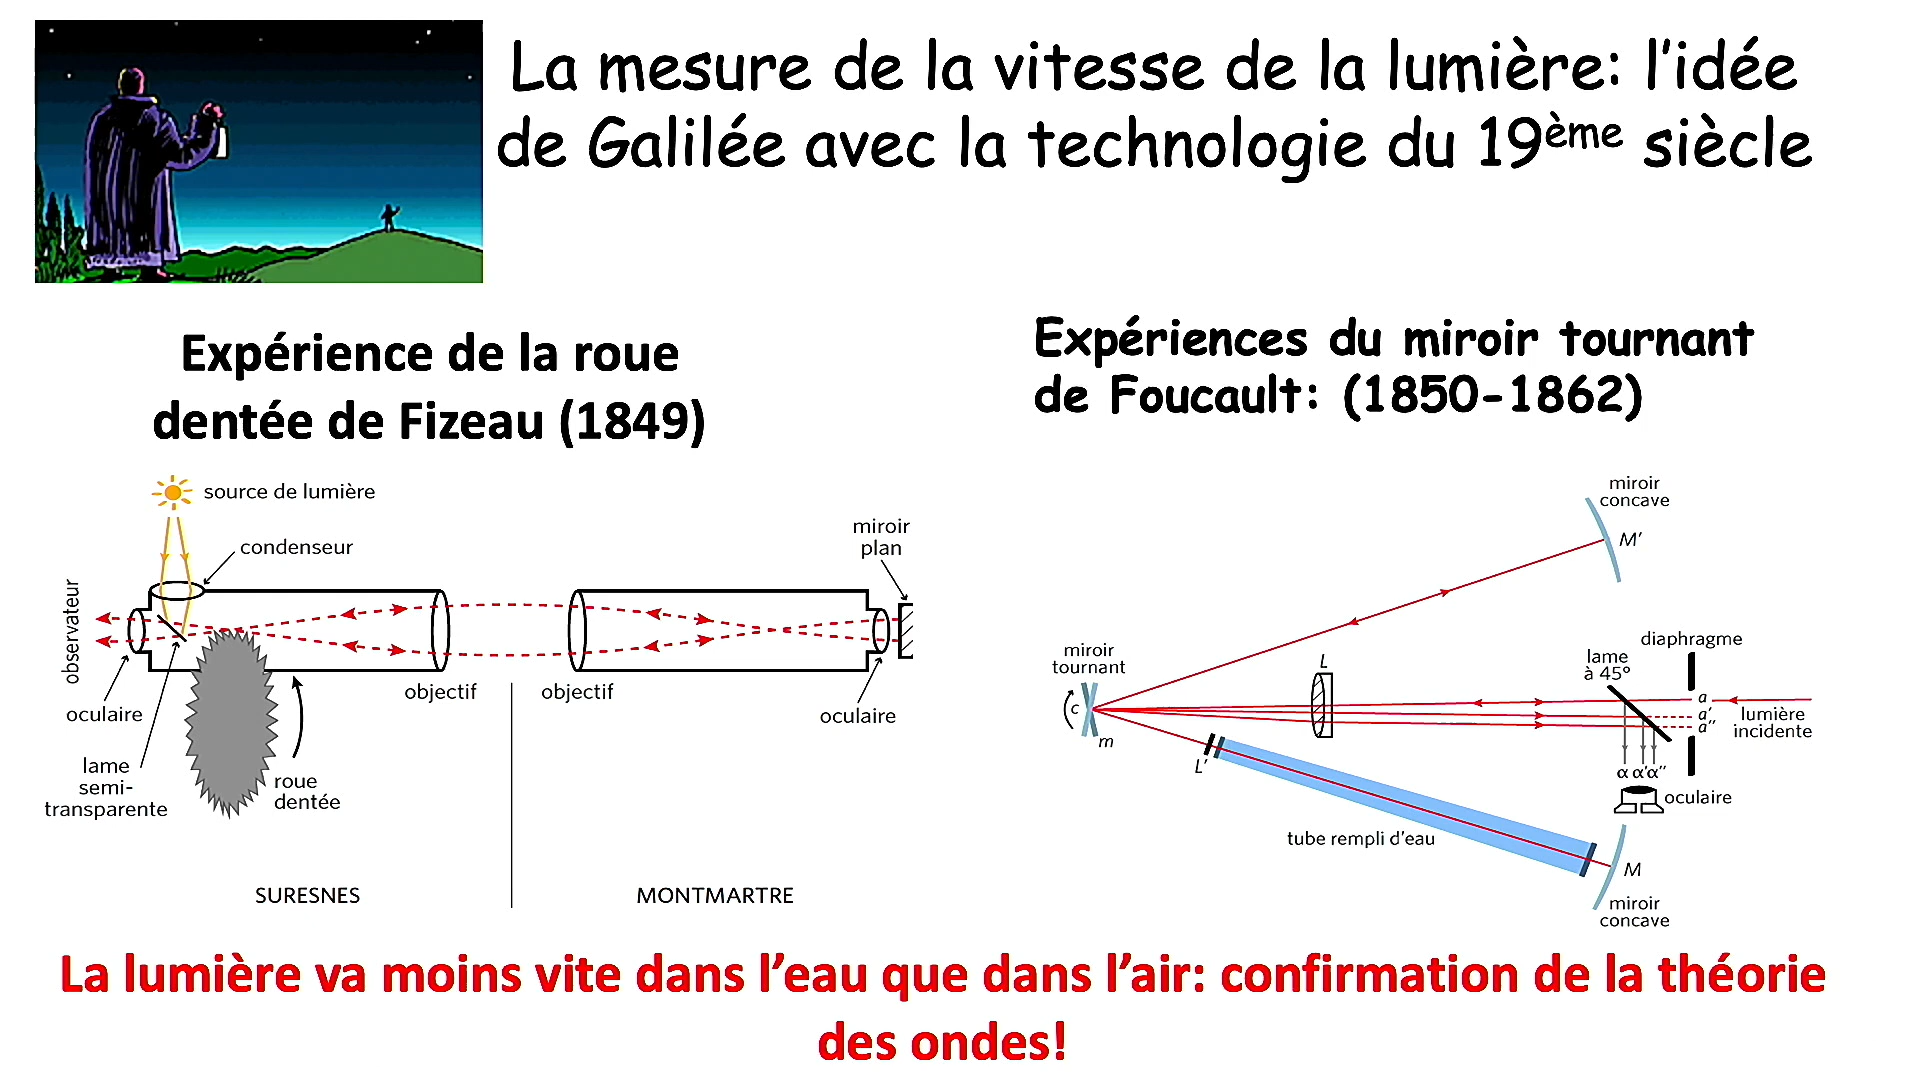 La mesure de la vitesse de la lumière: l’idée
de Galilée avec la technologie du 19ème siècle
Expérience de la roue
dentée de Fizeau (1849)
source de lumière
condenseur
miroir
plan
observateur
oculaire
objectif
objectif
oculaire
lame
semi-
transparente
roue
dentée
SURESNES
MONTMARTRE
Expériences du miroir tournant
de Foucault: (1850-1862)
miroir
concave
M′
diaphragme
miroir
tournant
L
lame
à 45°
c
m
a
a′
a″
lumière
incidente
L′
α α′ α″
oculaire
tube rempli d’eau
M
miroir
concave
La lumière va moins vite dans l’eau que dans l’air: confirmation de la théorie
des ondes!